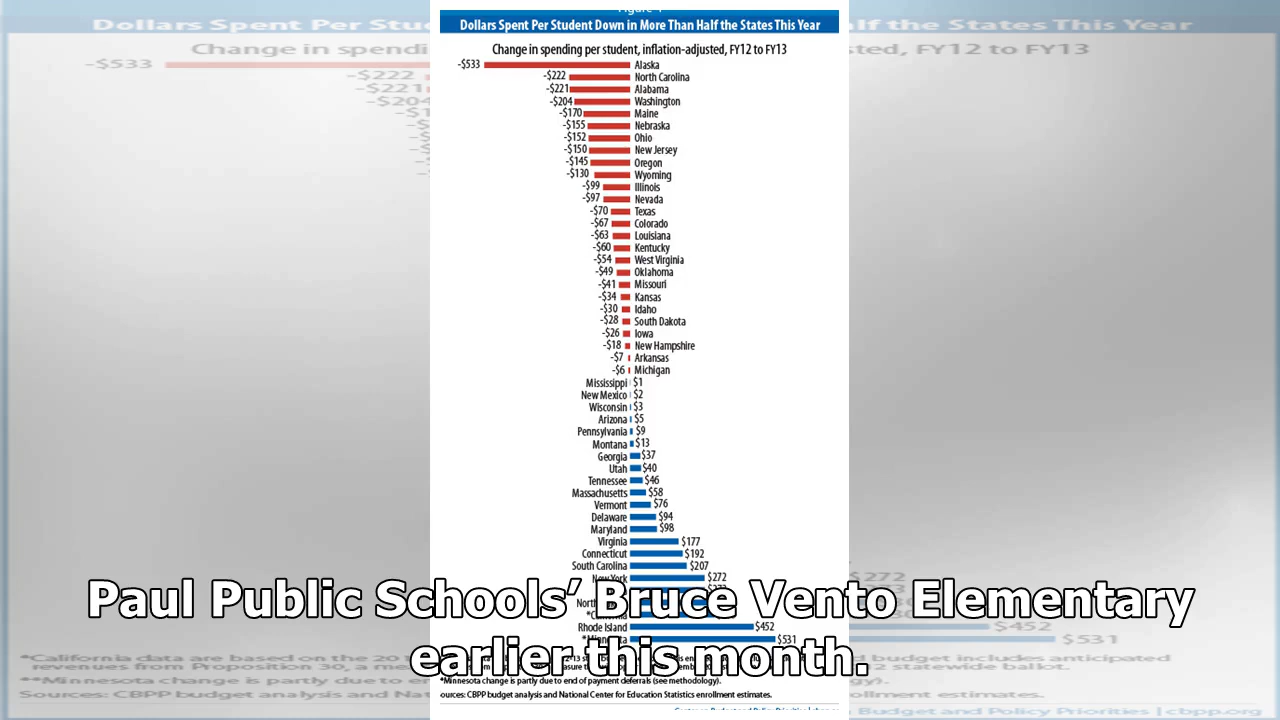 Dollars Spent Per Student Down in More Than Half the States This Year
Change in spending per student, inflation-adjusted, FY12 to FY13
-$533 Alaska
-$222 North Carolina
-$221 Alabama
-$204 Washington
-$170 Maine
-$155 Nebraska
-$152 Ohio
-$150 New Jersey
-$145 Oregon
-$130 Wyoming
-$99 Illinois
-$97 Nevada
-$70 Texas
-$67 Colorado
-$63 Louisiana
-$60 Kentucky
-$54 West Virginia
-$49 Oklahoma
-$41 Missouri
-$34 Kansas
-$30 Idaho
-$28 South Dakota
-$26 Iowa
-$18 New Hampshire
-$7 Arkansas
-$6 Michigan
Mississippi $1
New Mexico $2
Wisconsin $3
Arizona $5
Pennsylvania $9
Montana $13
Georgia $37
Utah $40
Tennessee $46
Massachusetts $58
Vermont $76
Delaware $94
Maryland $98
Virginia $177
Connecticut $192
South Carolina $207
New York $272
Paul Public Schools’ Bruce Vento Elementary
Rhode Island $452
*Minnesota $531
earlier this month.
*Minnesota change is partly due to end of payment deferrals (see methodology).
ources: CBPP budget analysis and National Center for Education Statistics enrollment estimates.